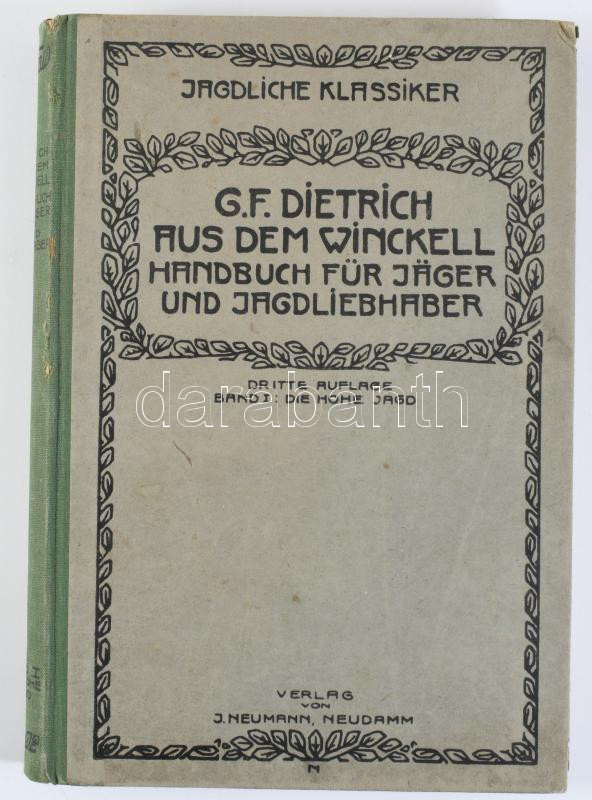 JAGDLICHE KLASSIKER
G.F. DIETRICH
AUS DEM WINCKELL
HANDBUCH FÜR JÄGER
UND JAGDLIEBHABER
DRITTE AUFLAGE
BAND I: DIE HOHE JAGD
darabanth
VERLAG
VON
J. NEUMANN, NEUDAMM
N